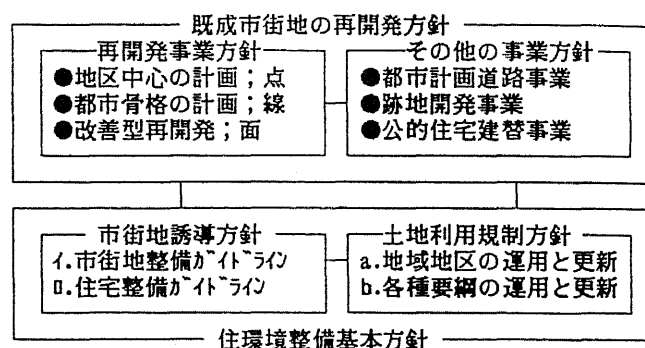 既成市街地の再開発方針
再開発事業方針
●地区中心の計画；点
●都市骨格の計画；線
●改善型再開発；面
その他の事業方針
●都市計画道路事業
●跡地開発事業
●公的住宅建替事業
市街地誘導方針
ｲ.市街地整備ｶﾞｲﾄﾞﾗｲﾝ
ﾛ.住宅整備ｶﾞｲﾄﾞﾗｲﾝ
土地利用規制方針
a.地域地区の運用と更新
b.各種要綱の運用と更新
住環境整備基本方針